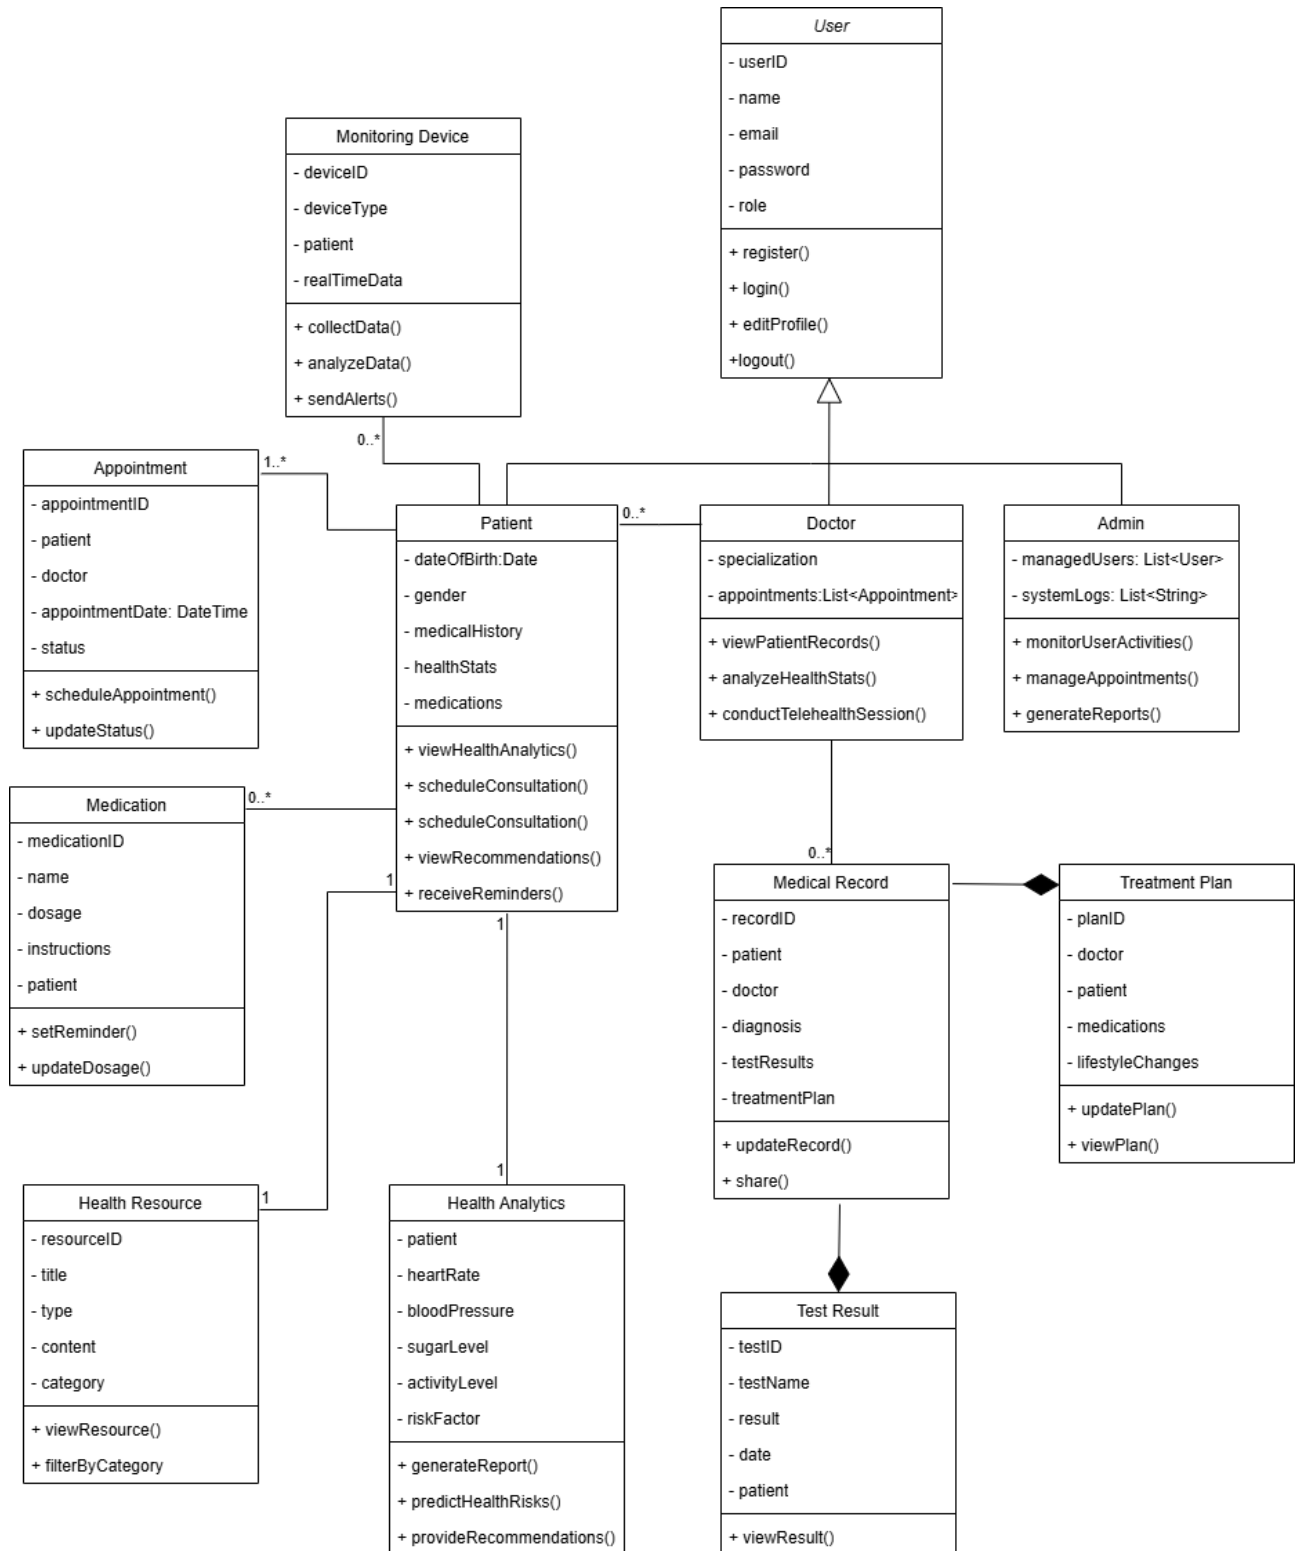 User
- userID
- name
- email
- password
- role
+ register()
+ login()
+ editProfile()
+logout()
Monitoring Device
- deviceID
- deviceType
- patient
- realTimeData
+ collectData()
+ analyzeData()
+ sendAlerts()
0..*
Appointment
- appointmentID
- patient
- doctor
- appointmentDate: DateTime
- status
+ scheduleAppointment()
+ updateStatus()
1..*
Patient
- dateOfBirth:Date
- gender
- medicalHistory
- healthStats
- medications
+ viewHealthAnalytics()
+ scheduleConsultation()
+ scheduleConsultation()
+ viewRecommendations()
+ receiveReminders()
0..*
Doctor
- specialization
- appointments:List<Appointment>
+ viewPatientRecords()
+ analyzeHealthStats()
+ conductTelehealthSession()
Admin
- managedUsers: List<User>
- systemLogs: List<String>
+ monitorUserActivities()
+ manageAppointments()
+ generateReports()
Medication
- medicationID
- name
- dosage
- instructions
- patient
+ setReminder()
+ updateDosage()
0..*
1
1
0..*
Medical Record
- recordID
- patient
- doctor
- diagnosis
- testResults
- treatmentPlan
+ updateRecord()
+ share()
Treatment Plan
- planID
- doctor
- patient
- medications
- lifestyleChanges
+ updatePlan()
+ viewPlan()
Health Resource
- resourceID
- title
- type
- content
- category
+ viewResource()
+ filterByCategory
1
1
Health Analytics
- patient
- heartRate
- bloodPressure
- sugarLevel
- activityLevel
- riskFactor
+ generateReport()
+ predictHealthRisks()
+ provideRecommendations()
Test Result
- testID
- testName
- result
- date
- patient
+ viewResult()